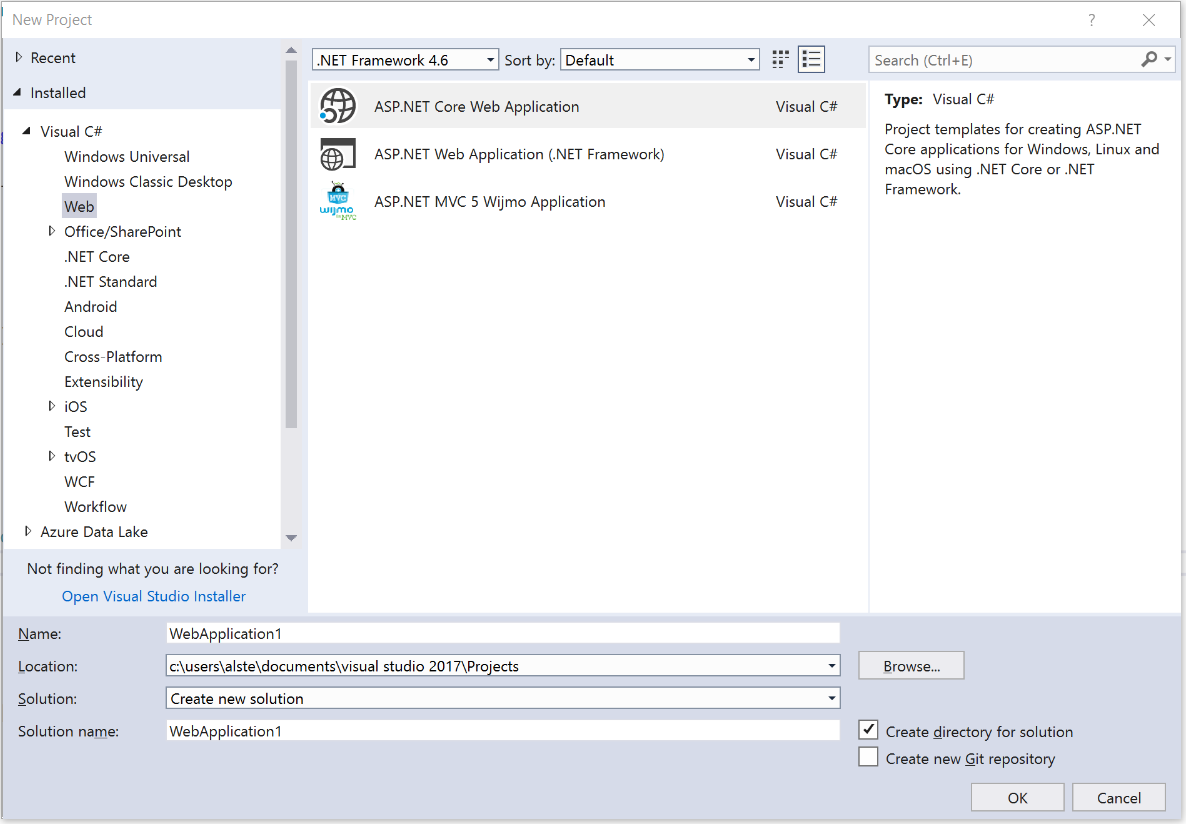 New Project
?
Recent
Installed
Visual C#
Windows Universal
Windows Classic Desktop
Web
Office/SharePoint
.NET Core
.NET Standard
Android
Cloud
Cross-Platform
Extensibility
iOS
Test
tvOS
WCF
Workflow
Azure Data Lake
Not finding what you are looking for?
Open Visual Studio Installer
.NET Framework 4.6
Sort by:
Default
ASP.NET Core Web Application
Visual C#
ASP.NET Web Application (.NET Framework)
Visual C#
MVC
wijmo
MVC
ASP.NET MVC 5 Wijmo Application
Visual C#
Search (Ctrl+E)
Type: Visual C#
Project templates for creating ASP.NET
Core applications for Windows, Linux and
macOS using .NET Core or .NET
Framework.
Name:
WebApplication1
Location:
c:\users\alste\documents\visual studio 2017\Projects
Browse...
Solution:
Create new solution
Solution name:
WebApplication1
Create directory for solution
Create new Git repository
OK
Cancel